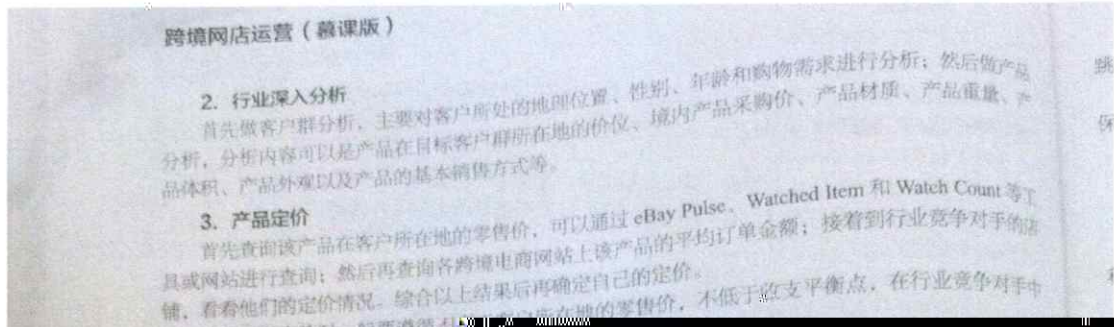 跨境网店运营（慕课版）
2. 行业深入分析
首先做客户群分析，主要对客户所处的地理位置、性别、年龄和购物需求进行分析；然后做产品
分析，分析内容可以是产品在目标客户群所在地的价位、境内产品采购价、产品材质、产品重量、产
品体积、产品外观以及产品的基本销售方式等。
3. 产品定价
首先查询该产品在客户所在地的零售价，可以通过 eBay Pulse、Watched Item 和 Watch Count 等工
具或网站进行查询；然后再查询各跨境电商网站上该产品的平均订单金额；接着到行业竞争对手的店
铺，看看他们的定价情况。综合以上结果后再确定自己的定价。
客户所在地的零售价，不低于收支平衡点，在行业竞争对手中
跳
保